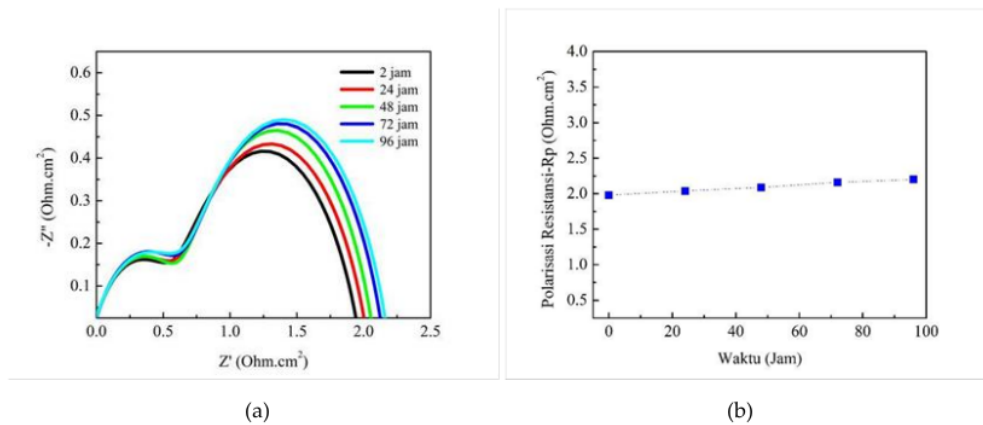 0.6
0.5
0.4
0.3
0.2
0.1
-Z" (Ohm.cm²)
2 jam
24 jam
48 jam
72 jam
96 jam
0.0 0.5 1.0 1.5 2.0 2.5
Z' (Ohm.cm²)
(a)
4.0
3.5
3.0
2.5
2.0
1.5
1.0
0.5
Polarisasi Resistansi-Rp (Ohm.cm²)
0 20 40 60 80 100
Waktu (Jam)
(b)